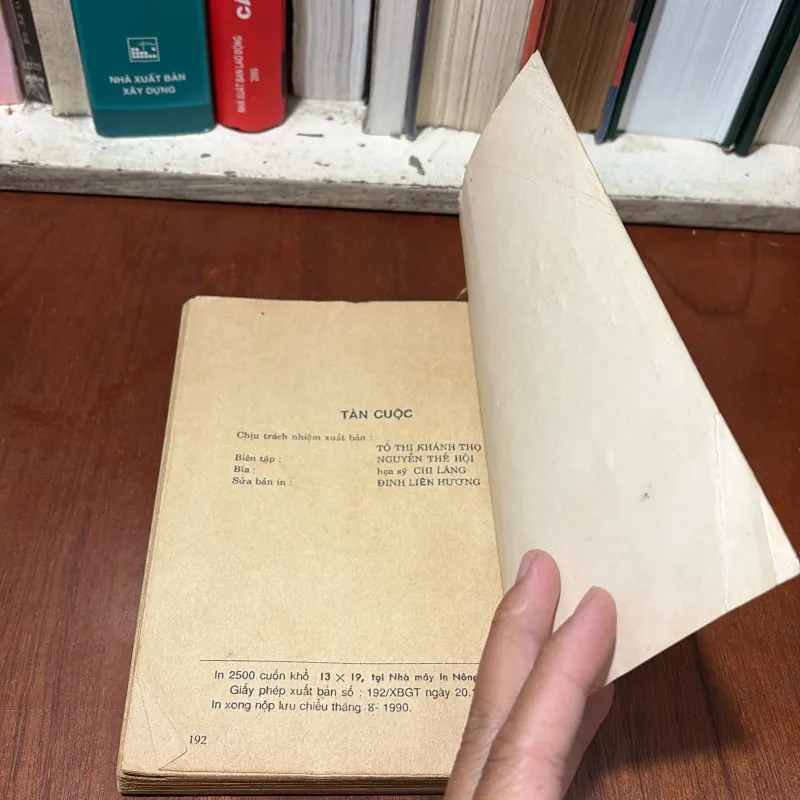 NHÀ XUẤT BẢN
XÂY DỰNG
NHÀ XUẤT BẢN LAO ĐỘNG
2005
TÀN CUỘC
Chịu trách nhiệm xuất bản :
TÔ THỊ KHÁNH THỌ
Biên tập : NGUYỄN THẾ HỘI
Bìa : họa sỹ CHI LĂNG
Sửa bản in : ĐINH LIÊN HƯƠNG
In 2500 cuốn khổ 13 × 19, tại Nhà máy In Nông
Giấy phép xuất bản số : 192/XBGT ngày 20.
In xong nộp lưu chiểu tháng 8- 1990.
192